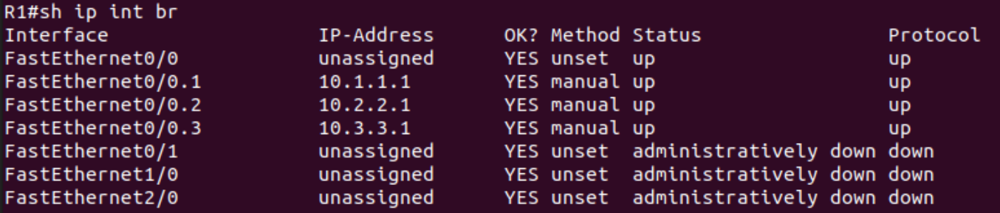 R1#sh ip int br
Interface                  IP-Address      OK? Method Status                Protocol
FastEthernet0/0            unassigned      YES unset  up                    up
FastEthernet0/0.1          10.1.1.1        YES manual up                    up
FastEthernet0/0.2          10.2.2.1        YES manual up                    up
FastEthernet0/0.3          10.3.3.1        YES manual up                    up
FastEthernet0/1            unassigned      YES unset  administratively down down
FastEthernet1/0            unassigned      YES unset  administratively down down
FastEthernet2/0            unassigned      YES unset  administratively down down